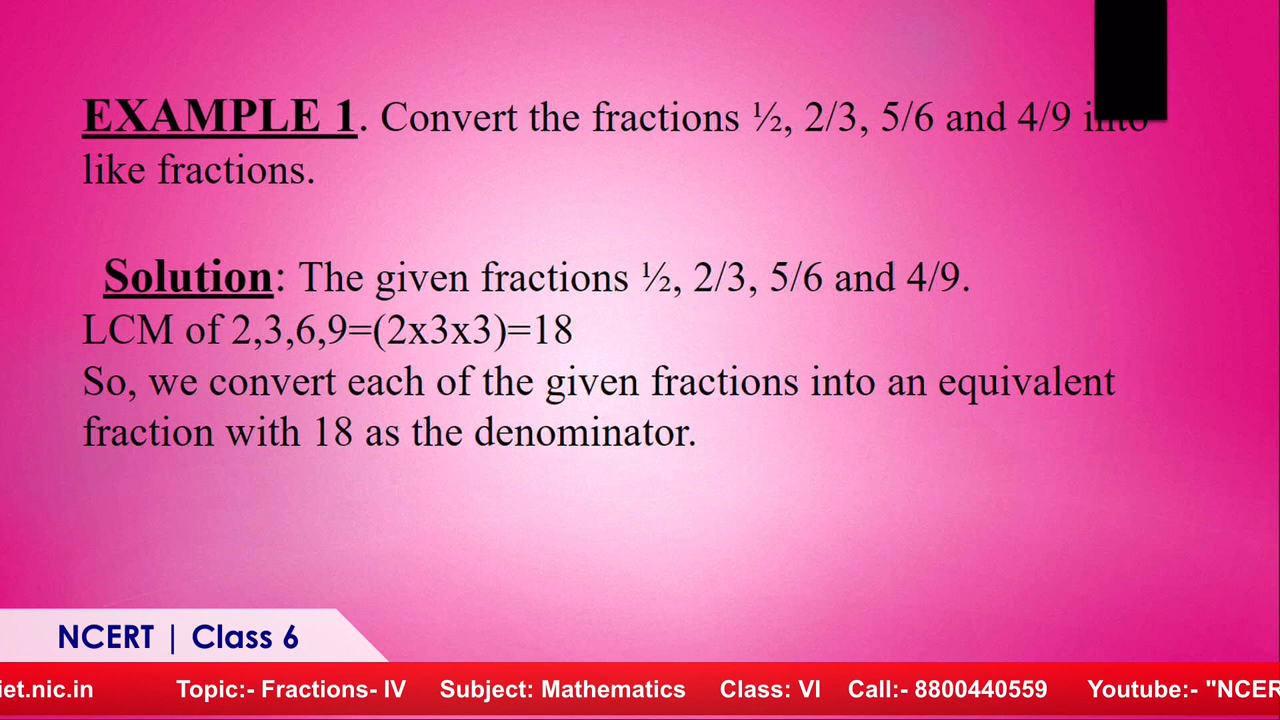 EXAMPLE 1. Convert the fractions ½, 2/3, 5/6 and 4/9 into
like fractions.
Solution: The given fractions ½, 2/3, 5/6 and 4/9.
LCM of 2,3,6,9=(2x3x3)=18
So, we convert each of the given fractions into an equivalent
fraction with 18 as the denominator.
NCERT | Class 6
iet.nic.in Topic:- Fractions- IV Subject: Mathematics Class: VI Call:- 8800440559 Youtube:- "NCER